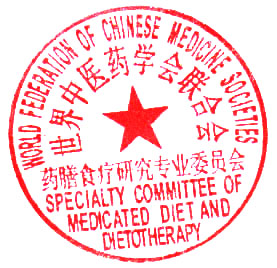 WORLD FEDERATION OF CHINESE MEDICINE SOCIETIES
世界中医药学会联合会
药膳食疗研究专业委员会
SPECIALTY COMMITTEE OF
MEDICATED DIET AND
DIETOTHERAPY